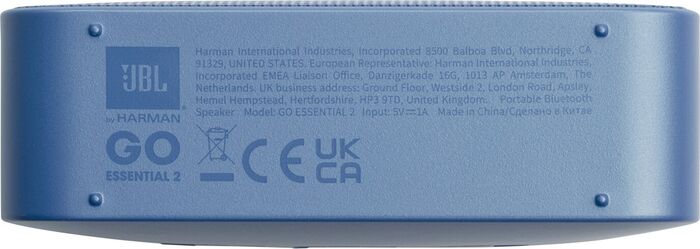 JBL
by HARMAN
GO
ESSENTIAL 2
Harman International Industries, Incorporated 8500 Balboa Blvd, Northridge, CA
91329, UNITED STATES. European Representative: Harman International Industries,
Incorporated EMEA Liaison Office, Danzigerkade 16G, 1013 AP Amsterdam, The
Netherlands. UK business address: Ground Floor, Westside 2, London Road, Apsley,
Hemel Hempstead, Hertfordshire, HP3 9TD, United Kingdom. Portable Bluetooth
Speaker Model: GO ESSENTIAL 2 Input: 5V⎓1A Made in China/Сделано в Китае
CE
UK
CA